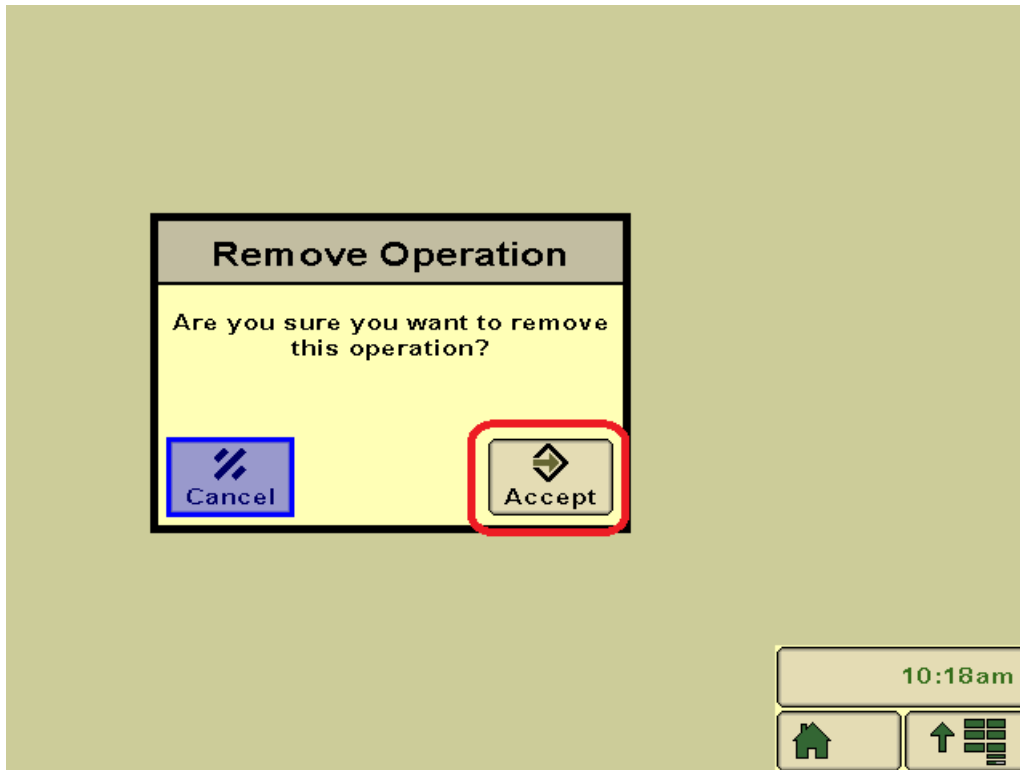 Remove Operation
Are you sure you want to remove
this operation?
Cancel
Accept
10:18am